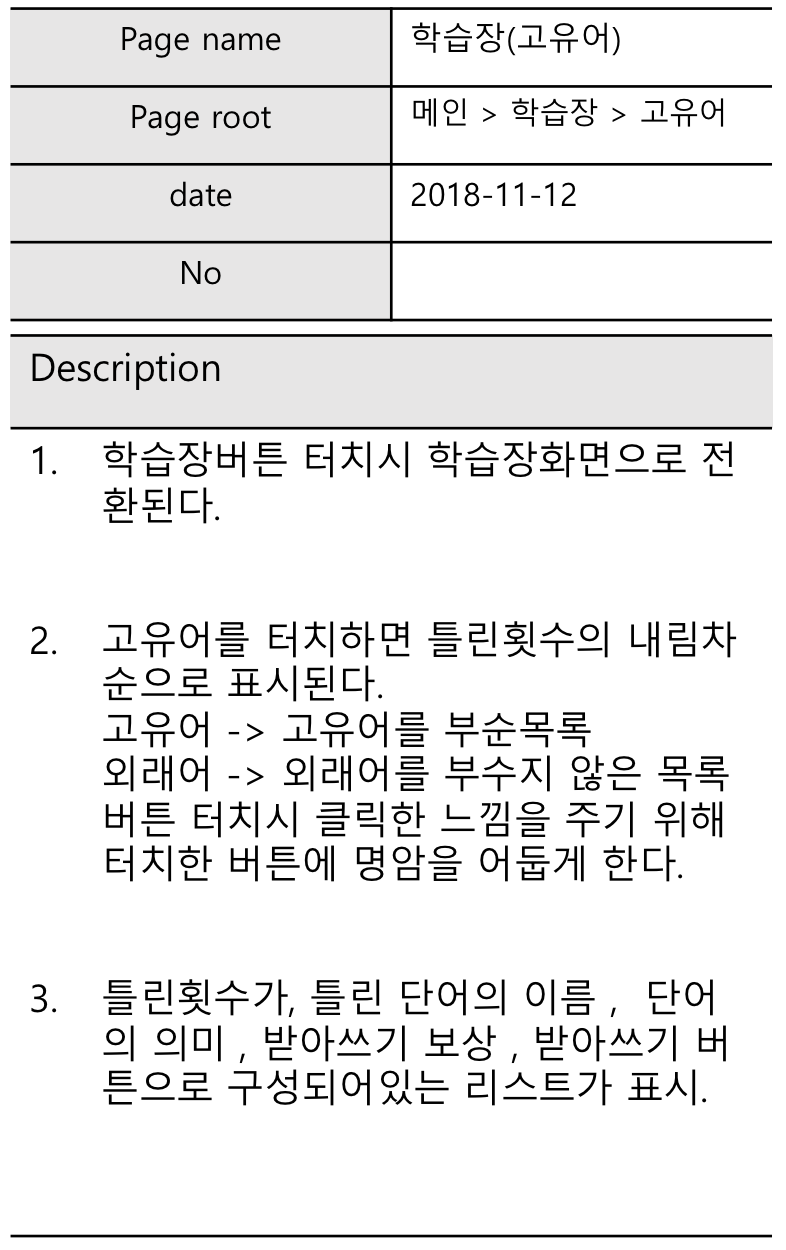 Page name 학습장(고유어)
Page root 메인 > 학습장 > 고유어
date 2018-11-12
No
Description
1. 학습장버튼 터치시 학습장화면으로 전
환된다.
2. 고유어를 터치하면 틀린횟수의 내림차
순으로 표시된다.
고유어 -> 고유어를 부순목록
외래어 -> 외래어를 부수지 않은 목록
버튼 터치시 클릭한 느낌을 주기 위해
터치한 버튼에 명암을 어둡게 한다.
3. 틀린횟수가, 틀린 단어의 이름 , 단어
의 의미 , 받아쓰기 보상 , 받아쓰기 버
튼으로 구성되어있는 리스트가 표시.